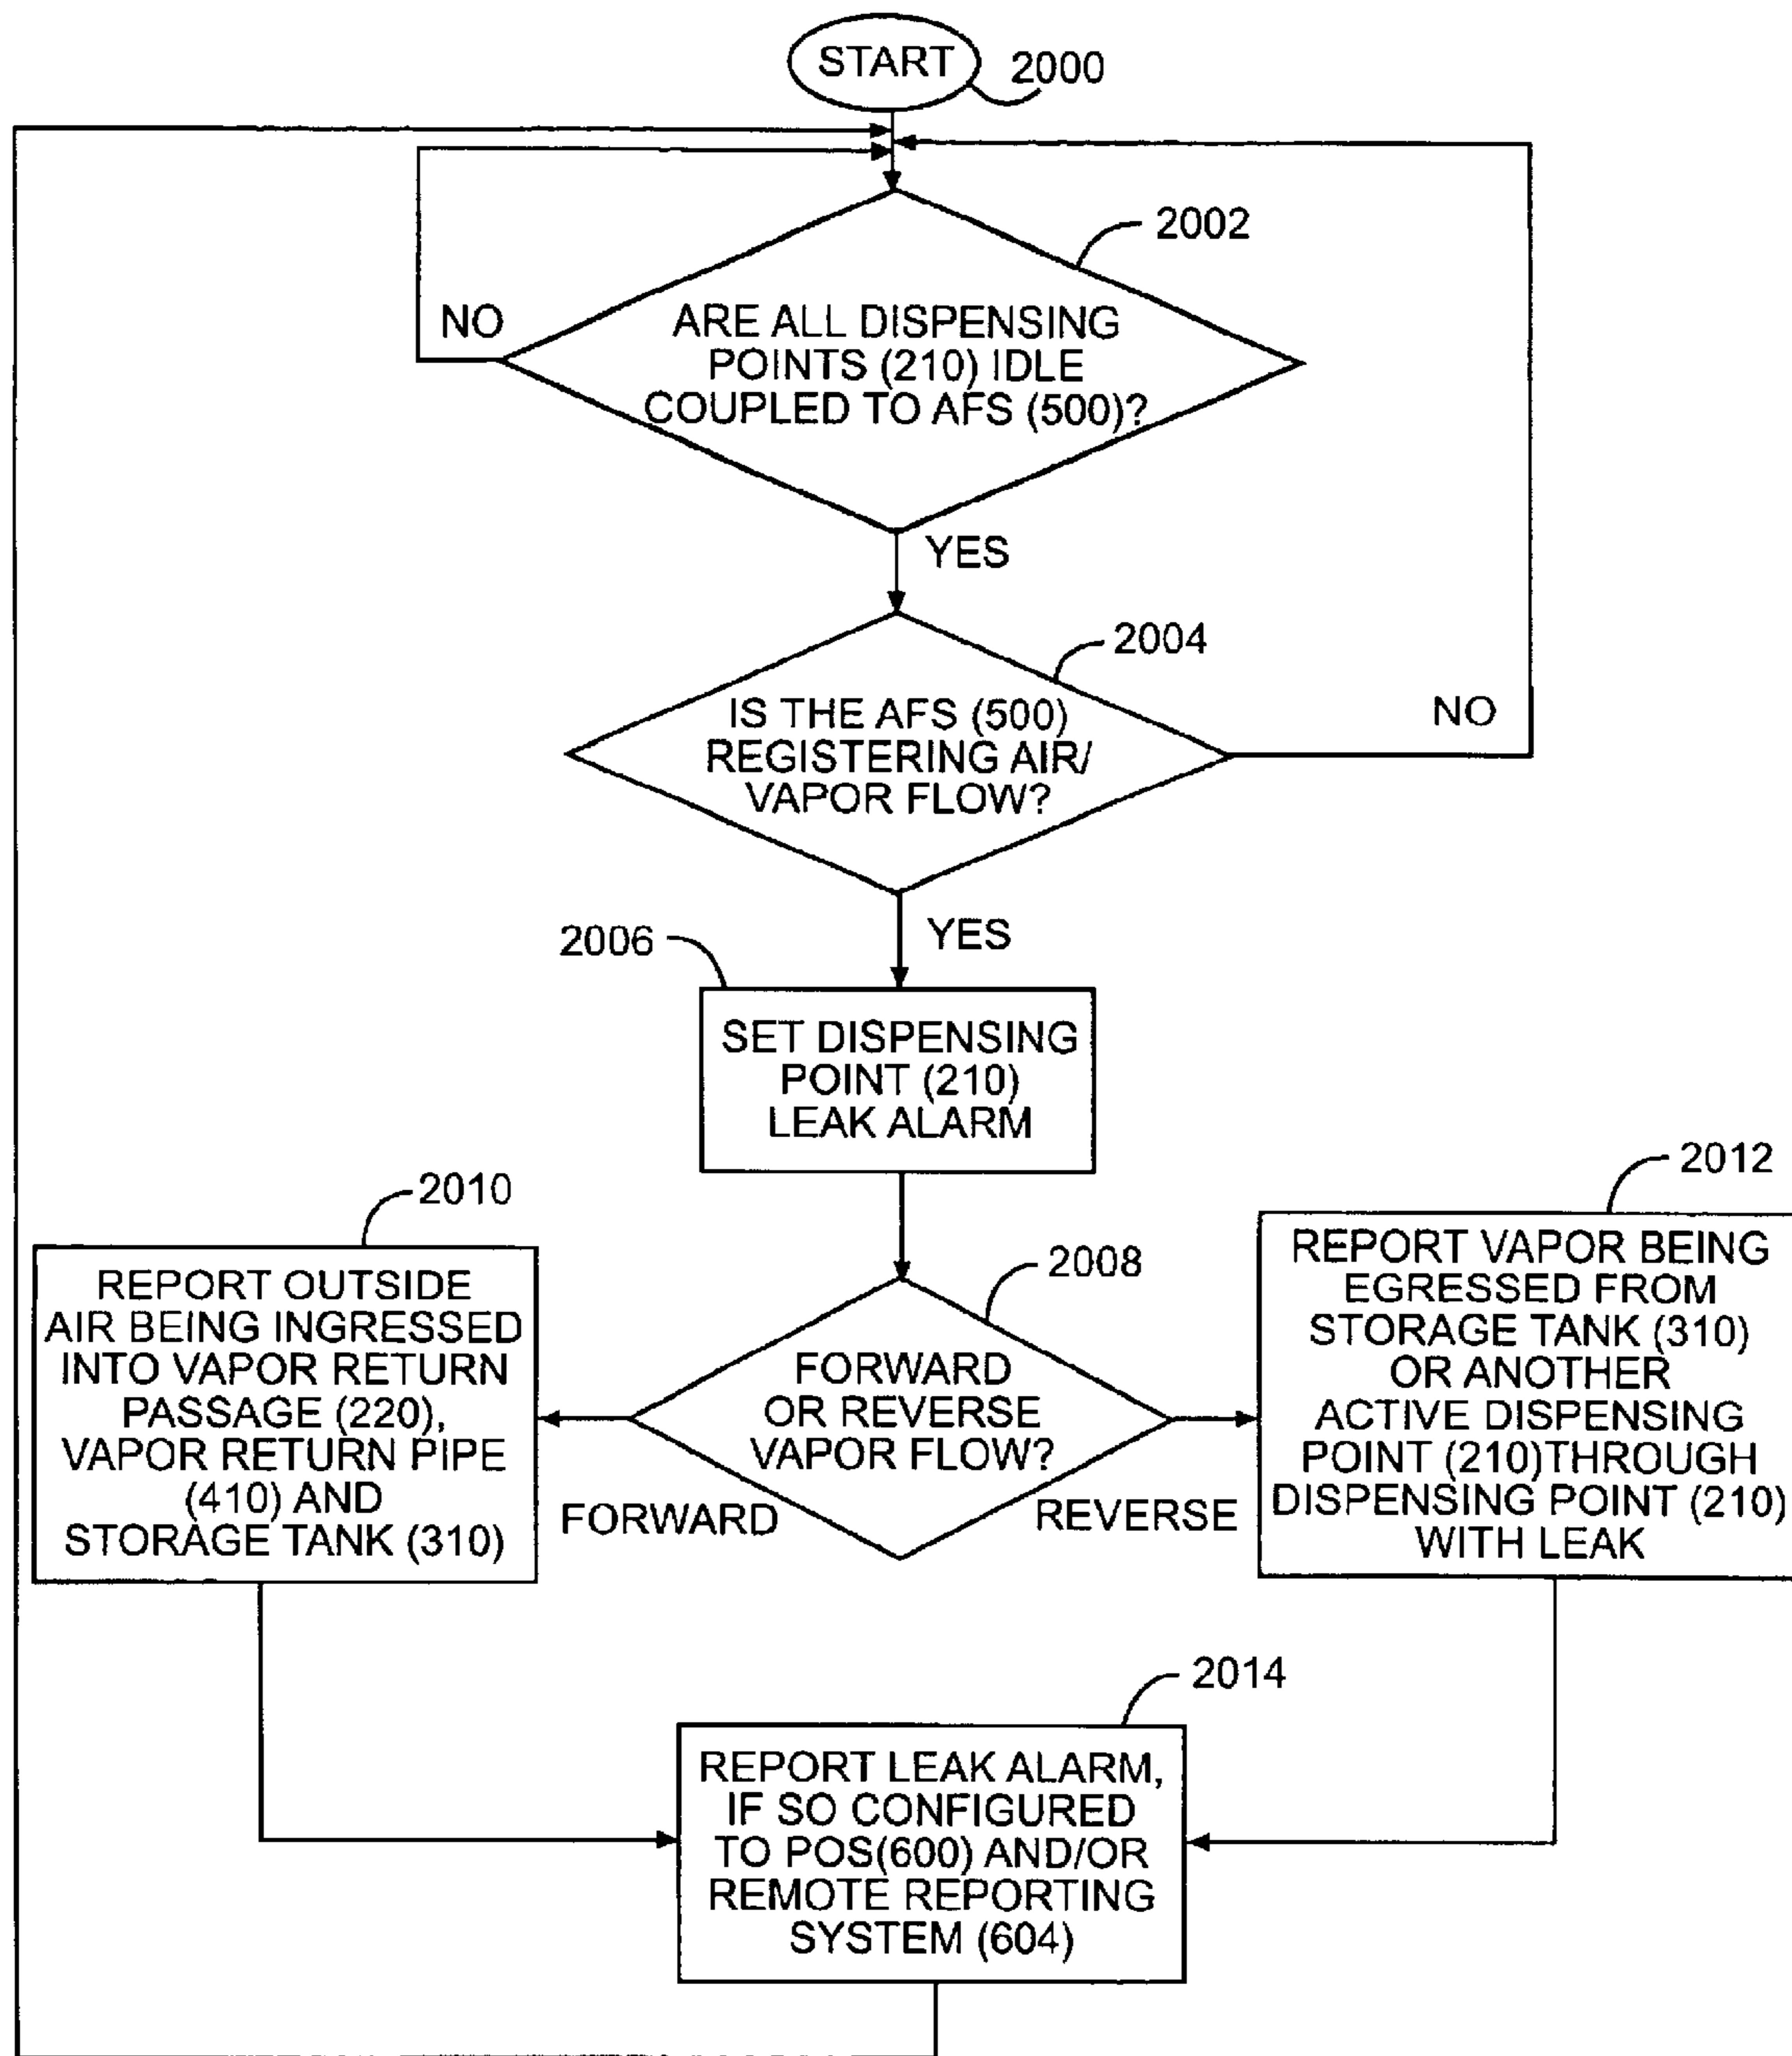 START
2000
2002
NO
ARE ALL DISPENSING
POINTS (210) IDLE
COUPLED TO AFS (500)?
YES
2004
IS THE AFS (500)
REGISTERING AIR/
VAPOR FLOW?
NO
YES
2006
SET DISPENSING
POINT (210)
LEAK ALARM
2008
FORWARD
OR REVERSE
VAPOR FLOW?
FORWARD
REVERSE
2010
REPORT OUTSIDE
AIR BEING INGRESSED
INTO VAPOR RETURN
PASSAGE (220),
VAPOR RETURN PIPE
(410) AND
STORAGE TANK (310)
2012
REPORT VAPOR BEING
EGRESSED FROM
STORAGE TANK (310)
OR ANOTHER
ACTIVE DISPENSING
POINT (210)THROUGH
DISPENSING POINT (210)
WITH LEAK
2014
REPORT LEAK ALARM,
IF SO CONFIGURED
TO POS(600) AND/OR
REMOTE REPORTING
SYSTEM (604)